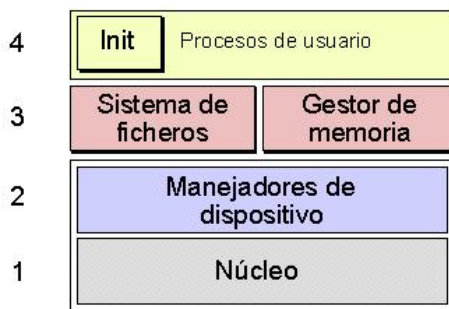 4
Init
Procesos de usuario
3
Sistema de
ficheros
Gestor de
memoria
2
Manejadores de
dispositivo
1
Núcleo